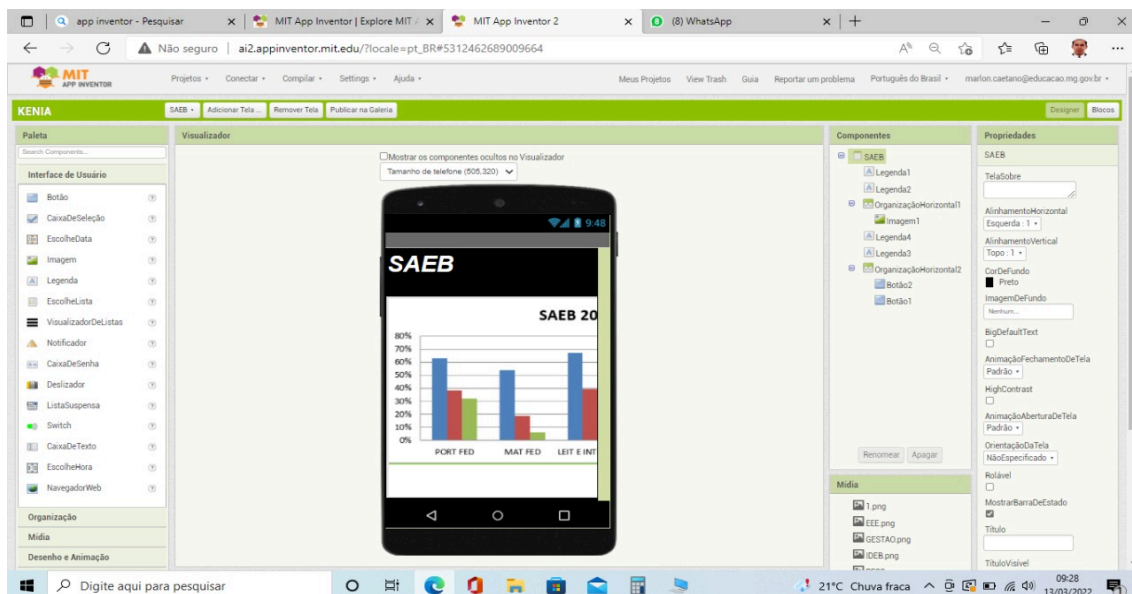 app inventor - Pesquisar
MIT App Inventor | Explore MIT A
MIT App Inventor 2
(8) WhatsApp
Não seguro
ai2.appinventor.mit.edu/?locale=pt_BR#5312462689009664
MIT
APP INVENTOR
Projetos
Conectar
Compilar
Settings
Ajuda
Meus Projetos
View Trash
Guia
Reportar um problema
Português do Brasil
marlon.caetano@educacao.mg.gov.br
KENIA
SAEB
Adicionar Tela ...
Remover Tela
Publicar na Galeria
Designer
Blocos
Paleta
Search Components...
Interface de Usuário
Botão
CaixaDeSeleção
EscolheData
Imagem
Legenda
EscolheLista
VisualizadorDeListas
Notificador
CaixaDeSenha
Deslizador
ListaSuspensa
Switch
CaixaDeTexto
EscolheHora
NavegadorWeb
Organização
Mídia
Desenho e Animação
Visualizador
Mostrar os componentes ocultos no Visualizador
Tamanho de telefone (505,320)
9:48
SAEB
SAEB 20
80%
70%
60%
50%
40%
30%
20%
10%
0%
PORT FED
MAT FED
LEIT E INT
Componentes
SAEB
Legenda1
Legenda2
OrganizaçãoHorizontal1
Imagem1
Legenda4
Legenda3
OrganizaçãoHorizontal2
Botão2
Botão1
Renomear
Apagar
Mídia
1.png
EEE.png
GESTAO.png
IDEB.png
Propriedades
SAEB
TelaSobre
AlinhamentoHorizontal
Esquerda : 1
AlinhamentoVertical
Topo : 1
CorDeFundo
Preto
ImagemDeFundo
Nenhum...
BigDefaultText
AnimaçãoFechamentoDeTela
Padrão
HighContrast
AnimaçãoAberturaDeTela
Padrão
OrientaçãoDaTela
NãoEspecificado
Rolável
MostrarBarraDeEstado
Título
TítuloVisível
Digite aqui para pesquisar
21°C Chuva fraca
09:28
13/03/2022